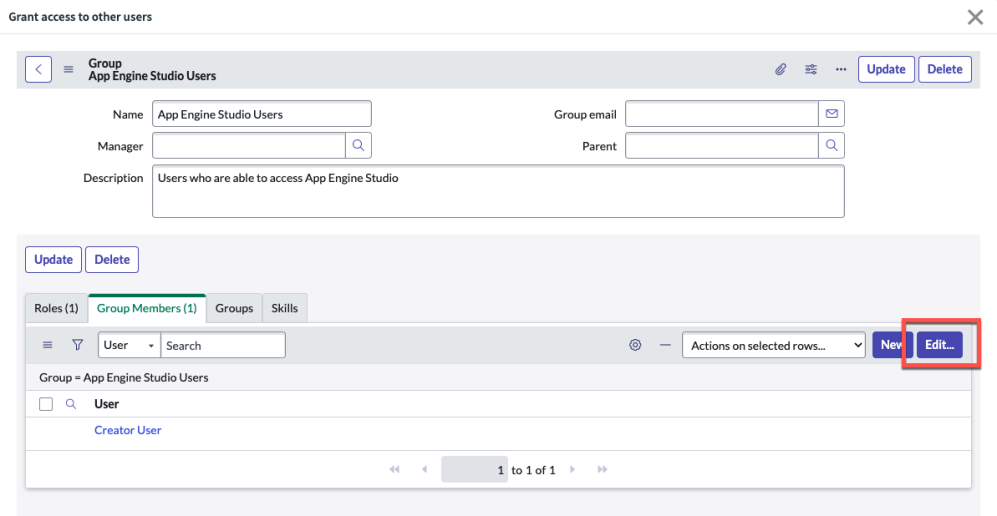 Grant access to other users
Group
App Engine Studio Users
Update Delete
Name App Engine Studio Users Group email
Manager Parent
Description Users who are able to access App Engine Studio
Update Delete
Roles (1) Group Members (1) Groups Skills
User Search Actions on selected rows... New Edit...
Group = App Engine Studio Users
User
Creator User
1 to 1 of 1